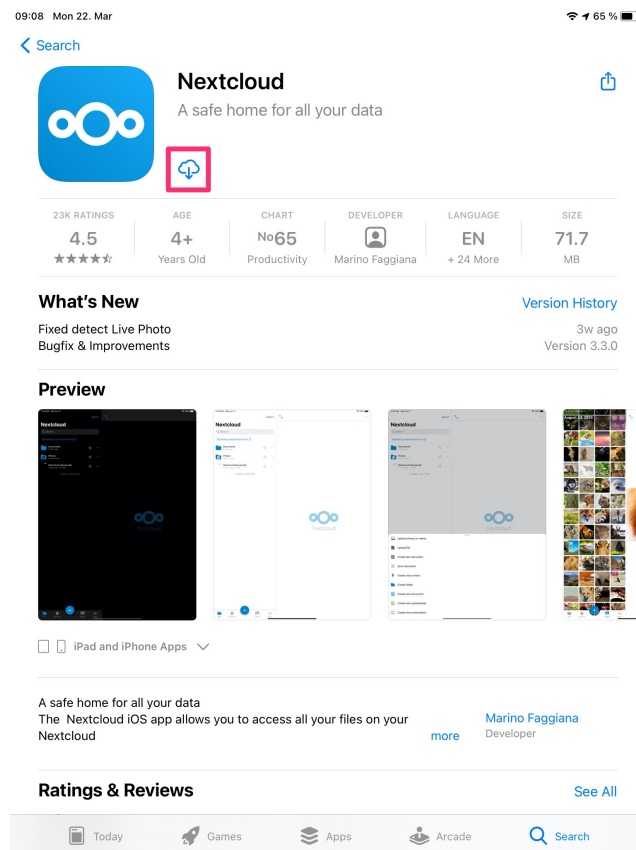 09:08 Mon 22. Mar
65 %
Search
Nextcloud
A safe home for all your data
23K RATINGS
4.5
AGE
4+
Years Old
CHART
No65
Productivity
DEVELOPER
Marino Faggiana
LANGUAGE
EN
+ 24 More
SIZE
71.7
MB
What's New
Version History
Fixed detect Live Photo
3w ago
Bugfix & Improvements
Version 3.3.0
Preview
Nextcloud
Nextcloud
Nextcloud
iPad and iPhone Apps
A safe home for all your data
The Nextcloud iOS app allows you to access all your files on your
Nextcloud
more
Marino Faggiana
Developer
Ratings & Reviews
See All
Today
Games
Apps
Arcade
Search